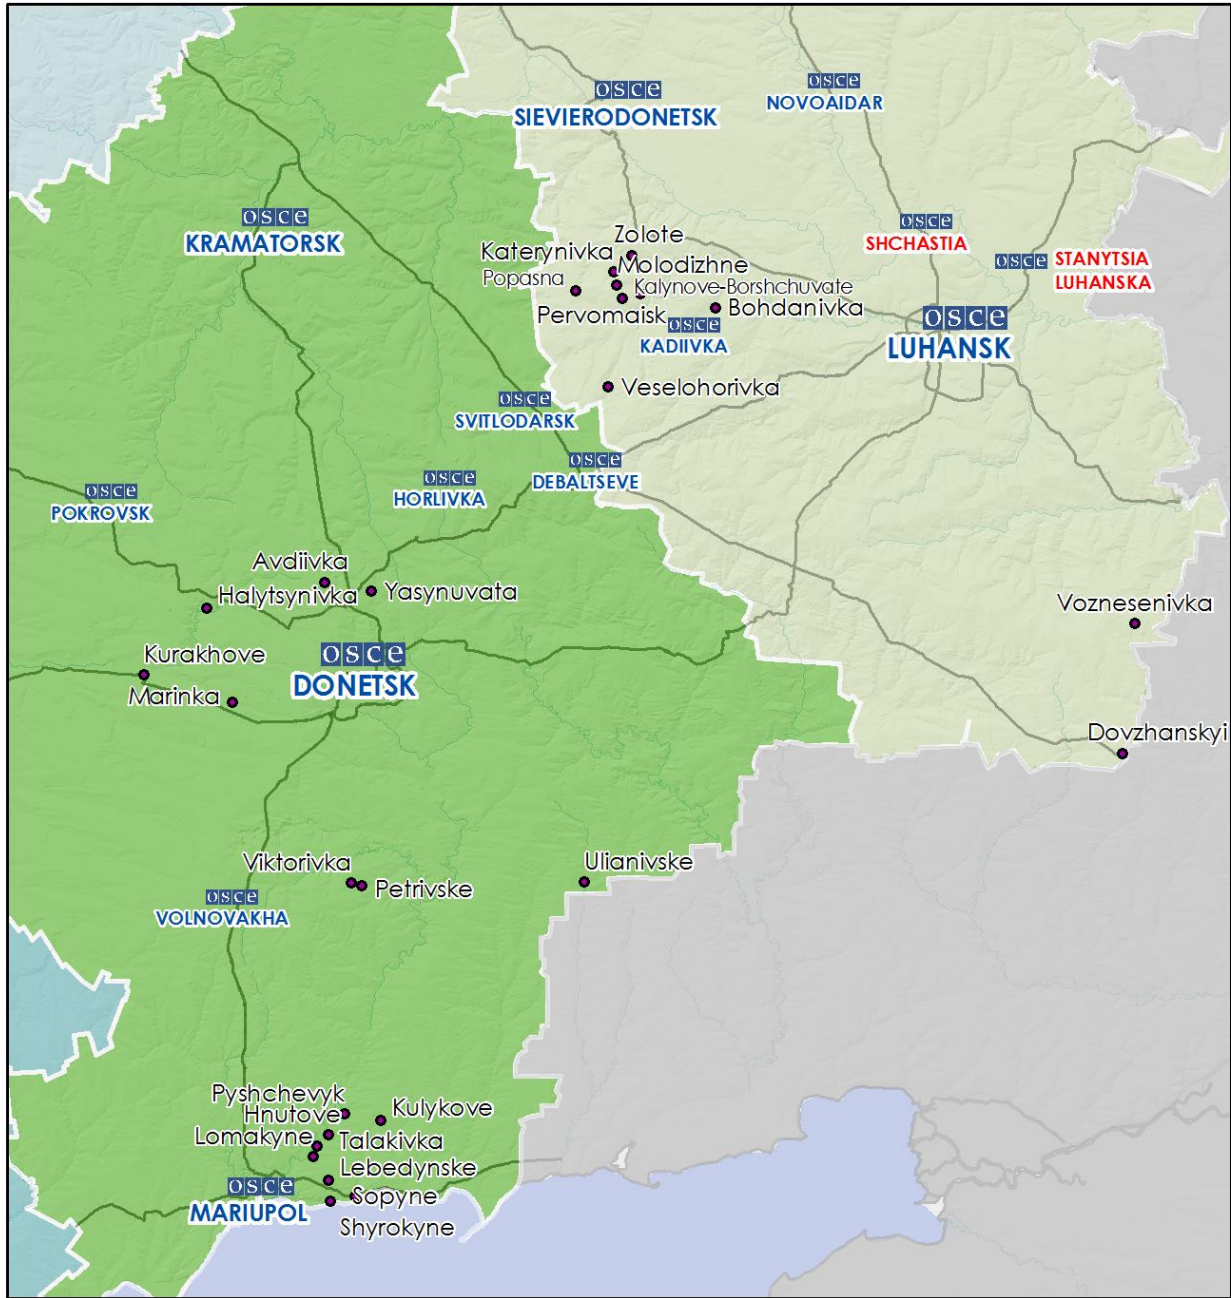 osce
SIEVIERODONETSK
osce
NOVOAIDAR
osce
KRAMATORSK
osce
SHCHASTIA
osce
STANYTSIA
LUHANSKA
Zolote
Katerynivka
Molodizhne
Popasna
Kalynove-Borshchuvate
Pervomaisk
Bohdanivka
osce
KADIIVKA
osce
LUHANSK
Veselohorivka
osce
SVITLODARSK
osce
DEBALTSEVE
osce
HORLIVKA
osce
POKROVSK
Avdiivka
Halytsynivka
Yasynuvata
Voznesenivka
Kurakhove
osce
DONETSK
Marinka
Dovzhanskyi
Viktorivka
Petrivske
Ulianivske
osce
VOLNOVAKHA
Pyshchevyk
Hnutove
Kulykove
Lomakyne
Talakivka
Lebedynske
osce
MARIUPOL
Sopyne
Shyrokyne